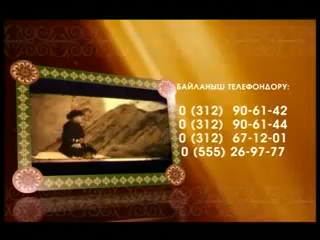 БАЙЛАНЫШ ТЕЛЕФОНДОРУ:
0 (312) 90-61-42
0 (312) 90-61-44
0 (312) 67-12-01
0 (555) 26-97-77